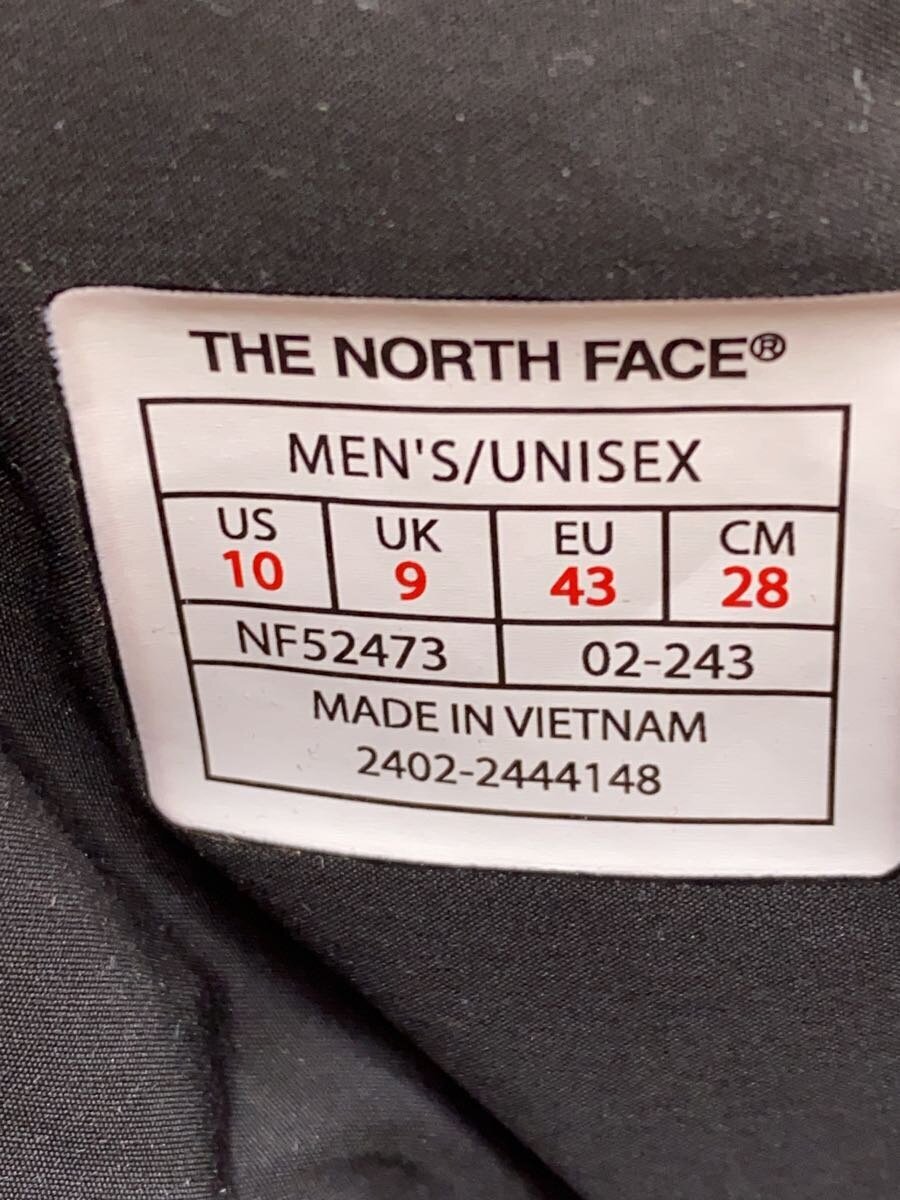 THE NORTH FACE®
MEN'S/UNISEX
US UK EU CM
10 9 43 28
NF52473 02-243
MADE IN VIETNAM
2402-2444148